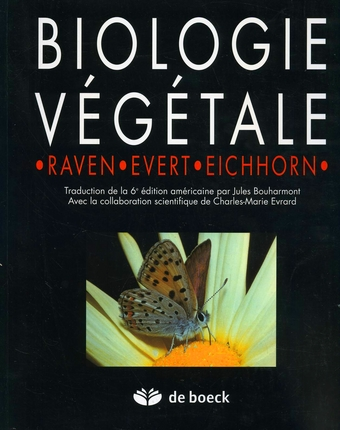 BIOLOGIE
VÉGÉTALE
•RAVEN•EVERT•EICHHORN•
Traduction de la 6e édition américaine par Jules Bouharmont
Avec la collaboration scientifique de Charles-Marie Evrard
de boeck